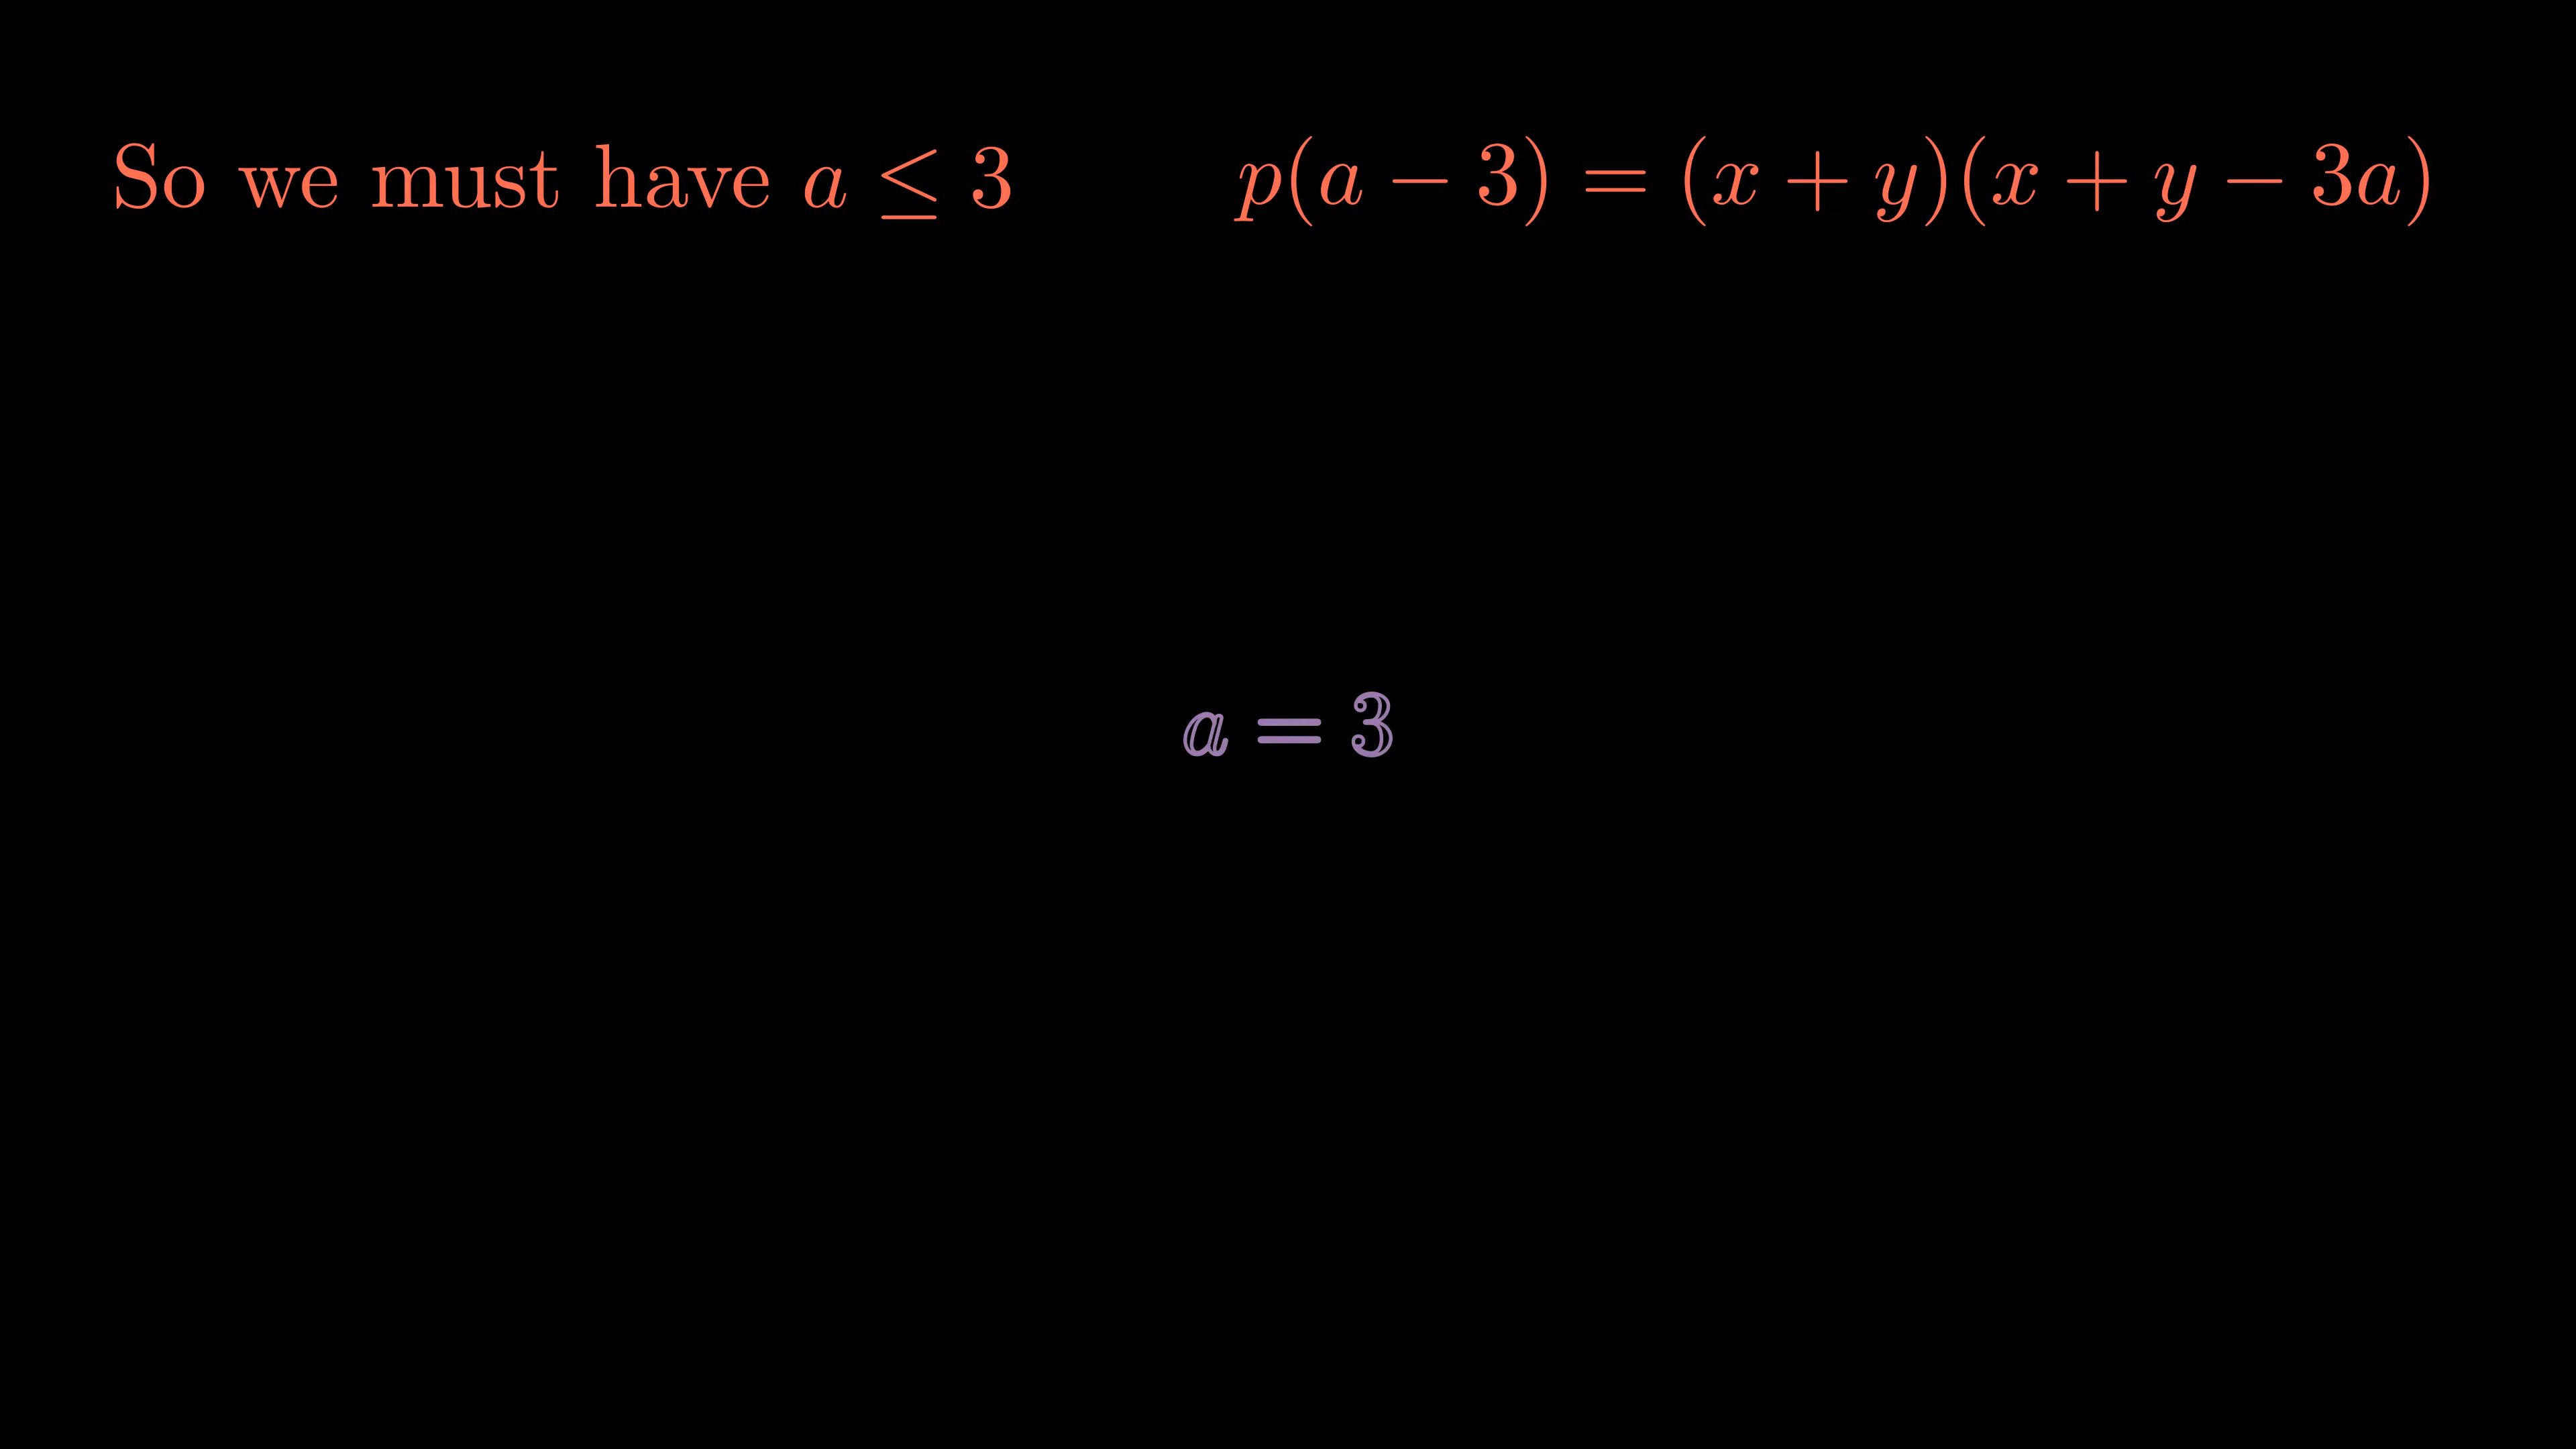 So we must have a ≤ 3
p(a − 3) = (x + y)(x + y − 3a)
a = 3